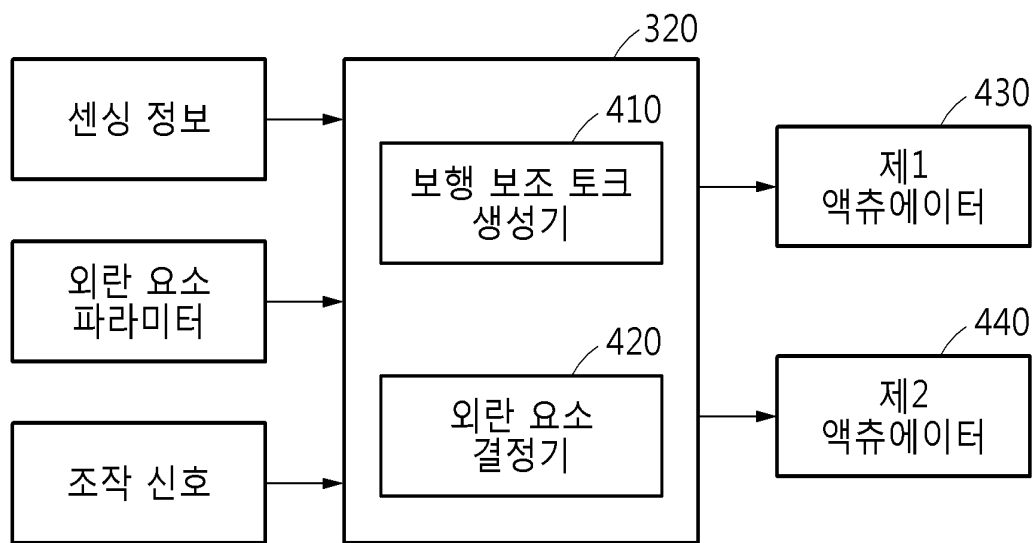 320
센싱 정보
410
보행 보조 토크
생성기
430
제1
액츄에이터
외란 요소
파라미터
420
외란 요소
결정기
440
제2
액츄에이터
조작 신호